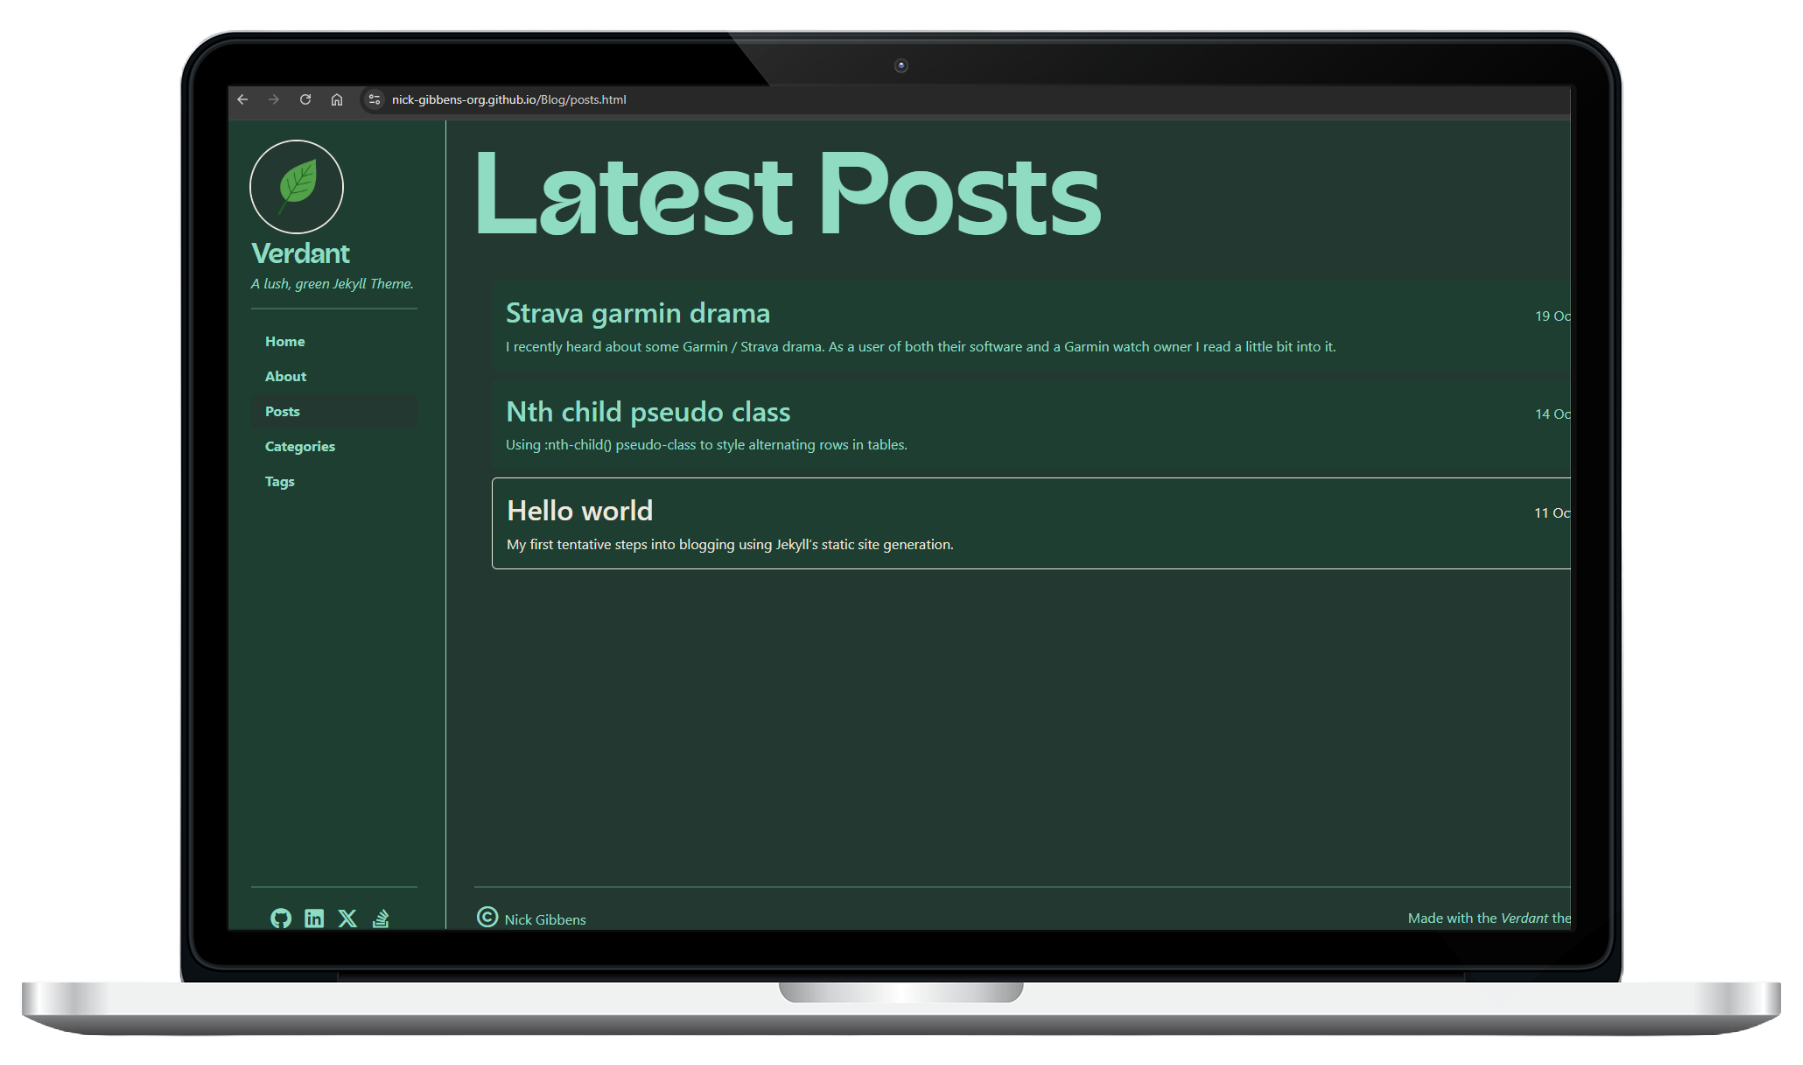 nick-gibbens-org.github.io/Blog/posts.html
Verdant
A lush, green Jekyll Theme.
Home
About
Posts
Categories
Tags
Latest Posts
Strava garmin drama
19 Oc
I recently heard about some Garmin / Strava drama. As a user of both their software and a Garmin watch owner I read a little bit into it.
Nth child pseudo class
14 Oc
Using :nth-child() pseudo-class to style alternating rows in tables.
Hello world
11 Oc
My first tentative steps into blogging using Jekyll's static site generation.
© Nick Gibbens
Made with the Verdant the